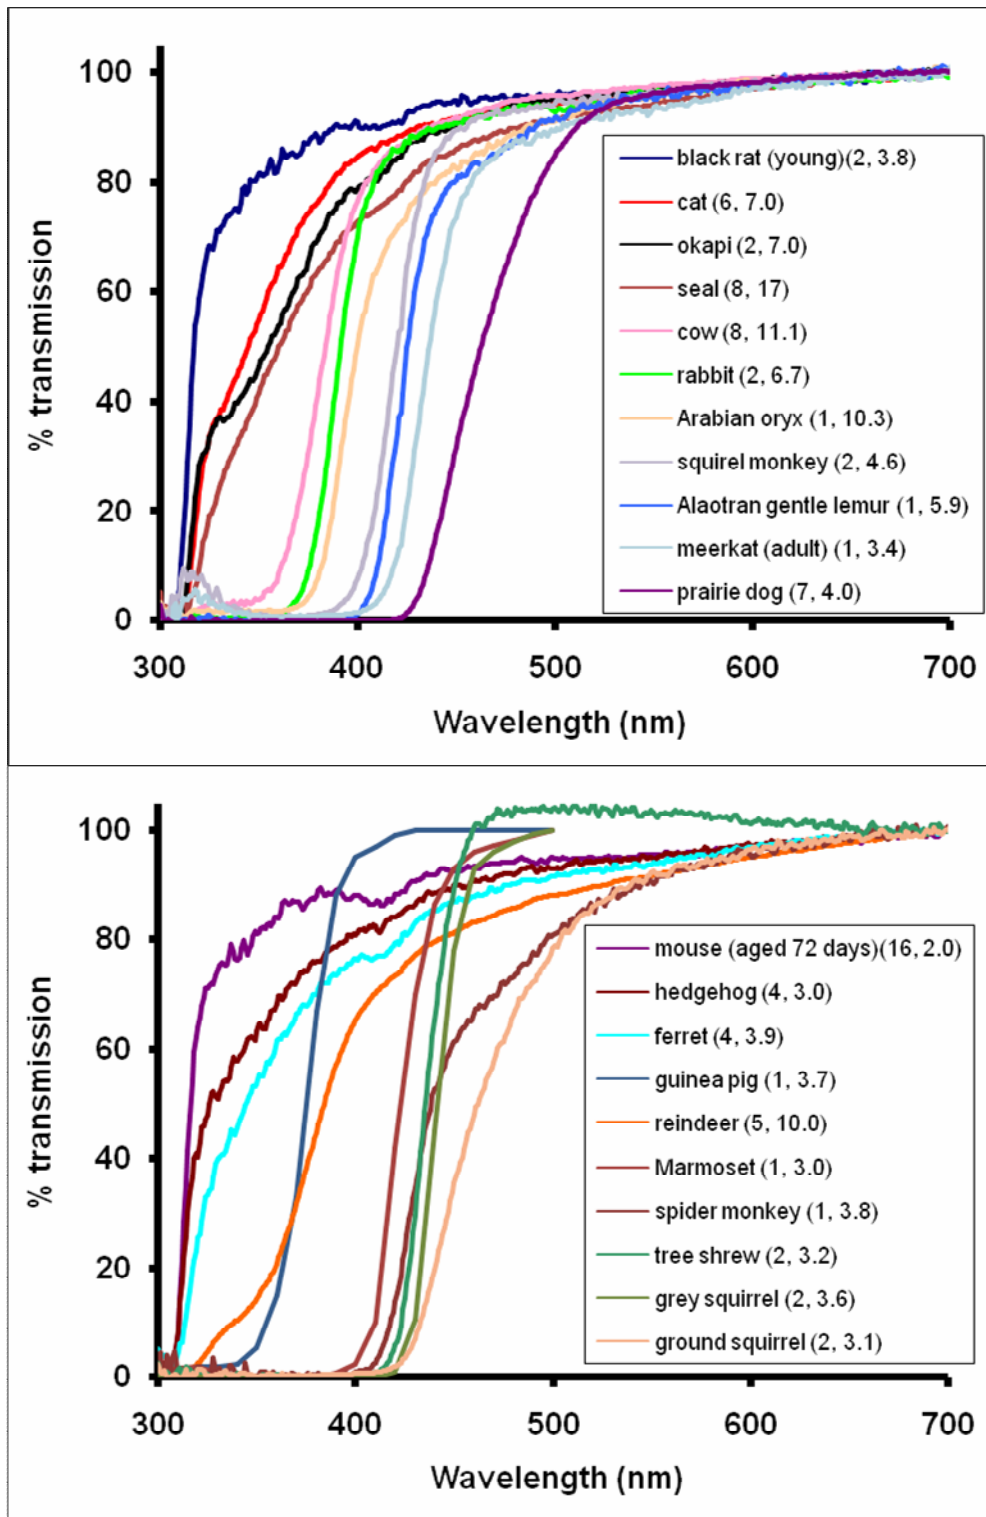 100
80
60
40
20
0
% transmission
300 400 500 600 700
Wavelength (nm)
black rat (young)(2, 3.8)
cat (6, 7.0)
okapi (2, 7.0)
seal (8, 17)
cow (8, 11.1)
rabbit (2, 6.7)
Arabian oryx (1, 10.3)
squirel monkey (2, 4.6)
Alaotran gentle lemur (1, 5.9)
meerkat (adult) (1, 3.4)
prairie dog (7, 4.0)
100
80
60
40
20
0
% transmission
300 400 500 600 700
Wavelength (nm)
mouse (aged 72 days)(16, 2.0)
hedgehog (4, 3.0)
ferret (4, 3.9)
guinea pig (1, 3.7)
reindeer (5, 10.0)
Marmoset (1, 3.0)
spider monkey (1, 3.8)
tree shrew (2, 3.2)
grey squirrel (2, 3.6)
ground squirrel (2, 3.1)